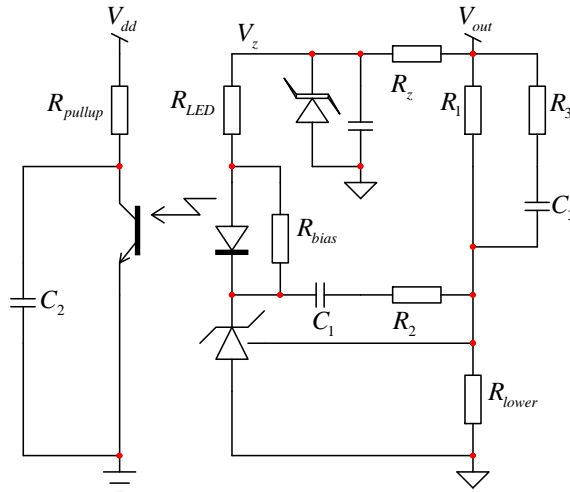 V_dd
V_out
V_z
R_pullup
R_LED
R_z
R_1
R_3
C_3
R_bias
C_2
C_1
R_2
R_lower